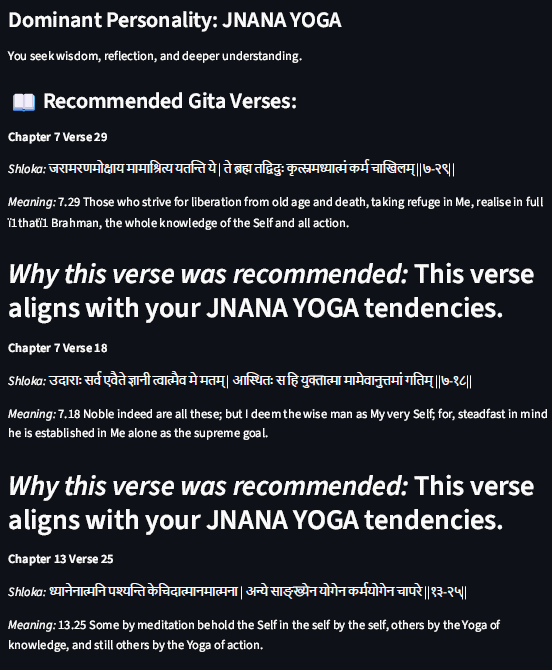 Dominant Personality: JNANA YOGA
You seek wisdom, reflection, and deeper understanding.
📖 Recommended Gita Verses:
Chapter 7 Verse 29
Shloka: जरामरणमोक्षाय मामाश्रित्य यतन्ति ये | ते ब्रह्म तद्विदुः कृत्स्नमध्यात्मं कर्म चाखिलम् ||७-२९||
Meaning: 7.29 Those who strive for liberation from old age and death, taking refuge in Me, realise in full
ï1thatï1 Brahman, the whole knowledge of the Self and all action.
Why this verse was recommended: This verse
aligns with your JNANA YOGA tendencies.
Chapter 7 Verse 18
Shloka: उदाराः सर्व एवैते ज्ञानी त्वात्मैव मे मतम् | आस्थितः स हि युक्तात्मा मामेवानुत्तमां गतिम् ||७-१८||
Meaning: 7.18 Noble indeed are all these; but I deem the wise man as My very Self; for, steadfast in mind
he is established in Me alone as the supreme goal.
Why this verse was recommended: This verse
aligns with your JNANA YOGA tendencies.
Chapter 13 Verse 25
Shloka: ध्यानेनात्मनि पश्यन्ति केचिदात्मानमात्मना | अन्ये साङ्ख्येन योगेन कर्मयोगेन चापरे ||१३-२५||
Meaning: 13.25 Some by meditation behold the Self in the self by the self, others by the Yoga of
knowledge, and still others by the Yoga of action.